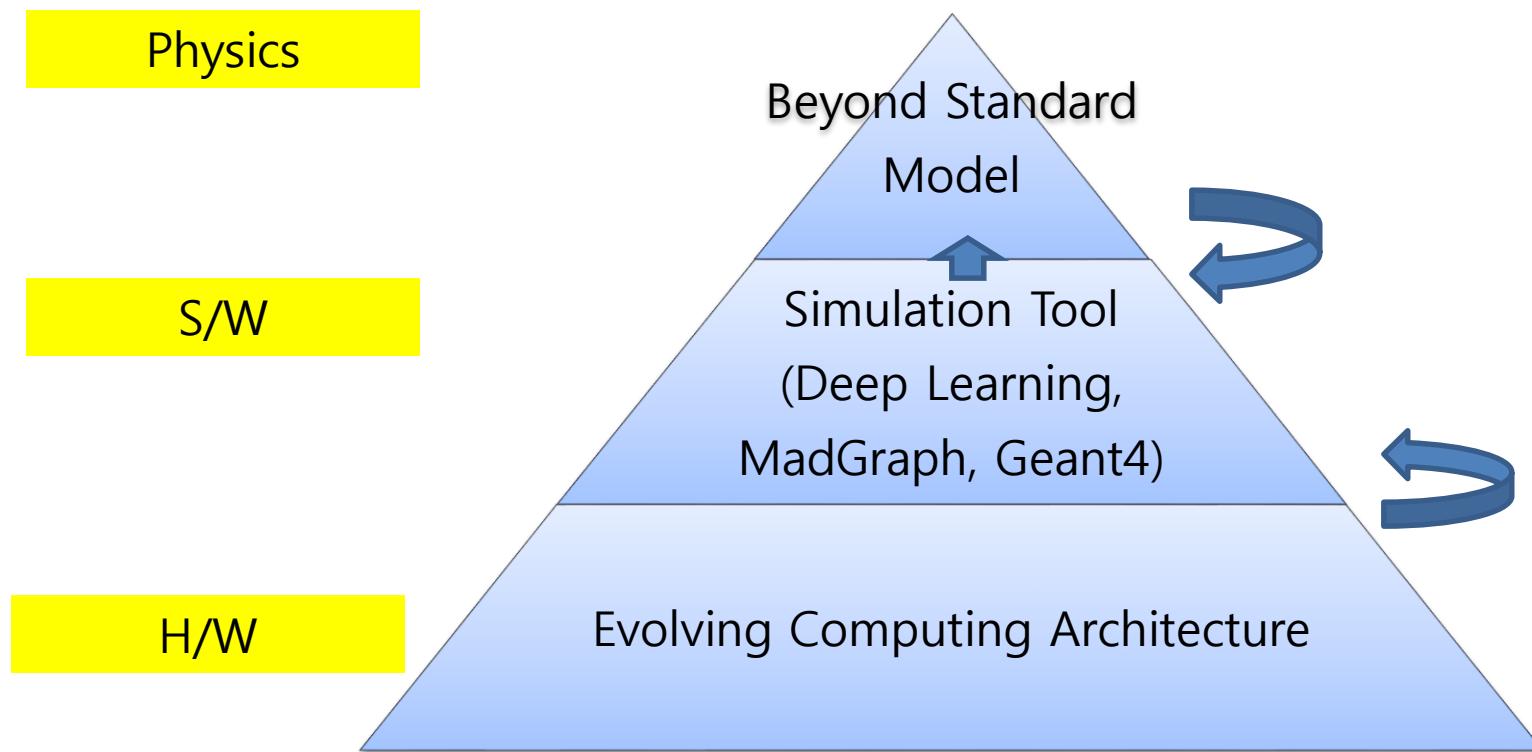 Physics
Beyond Standard
Model
S/W
Simulation Tool
(Deep Learning,
MadGraph, Geant4)
H/W
Evolving Computing Architecture